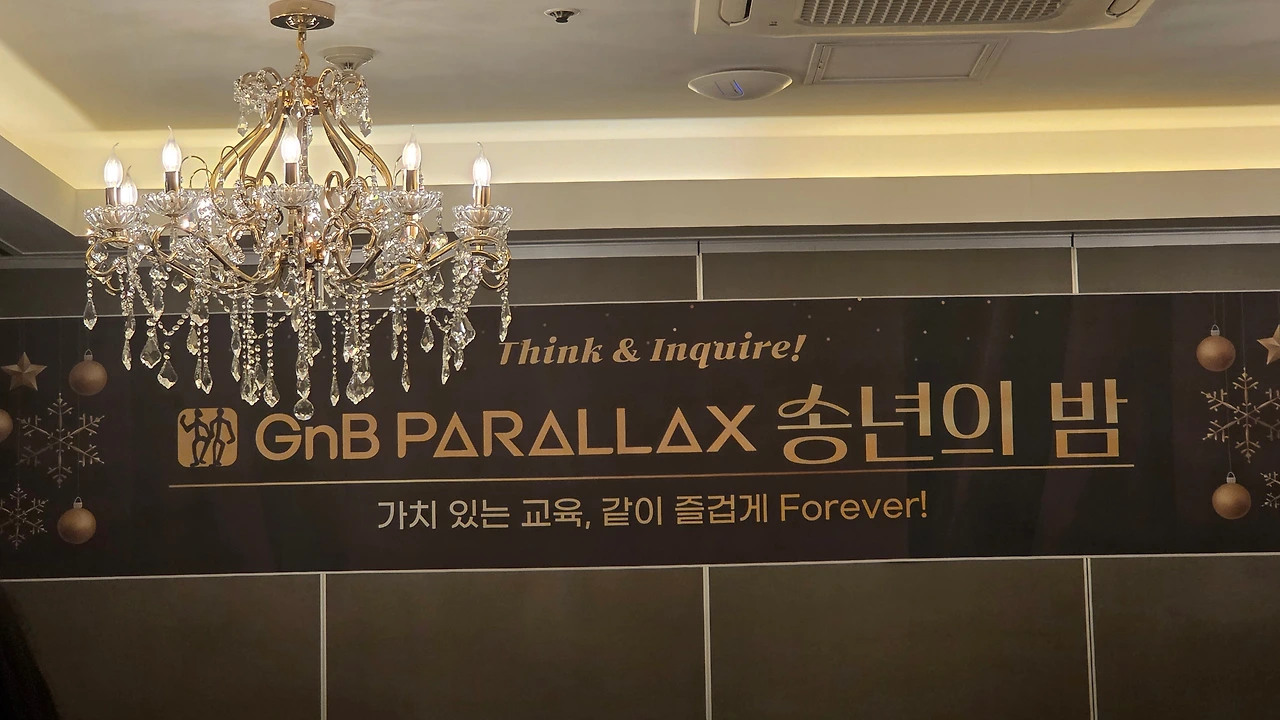 Think & Inquire!
GnB PARALLAX 송년의 밤
가치 있는 교육, 같이 즐겁게 Forever!